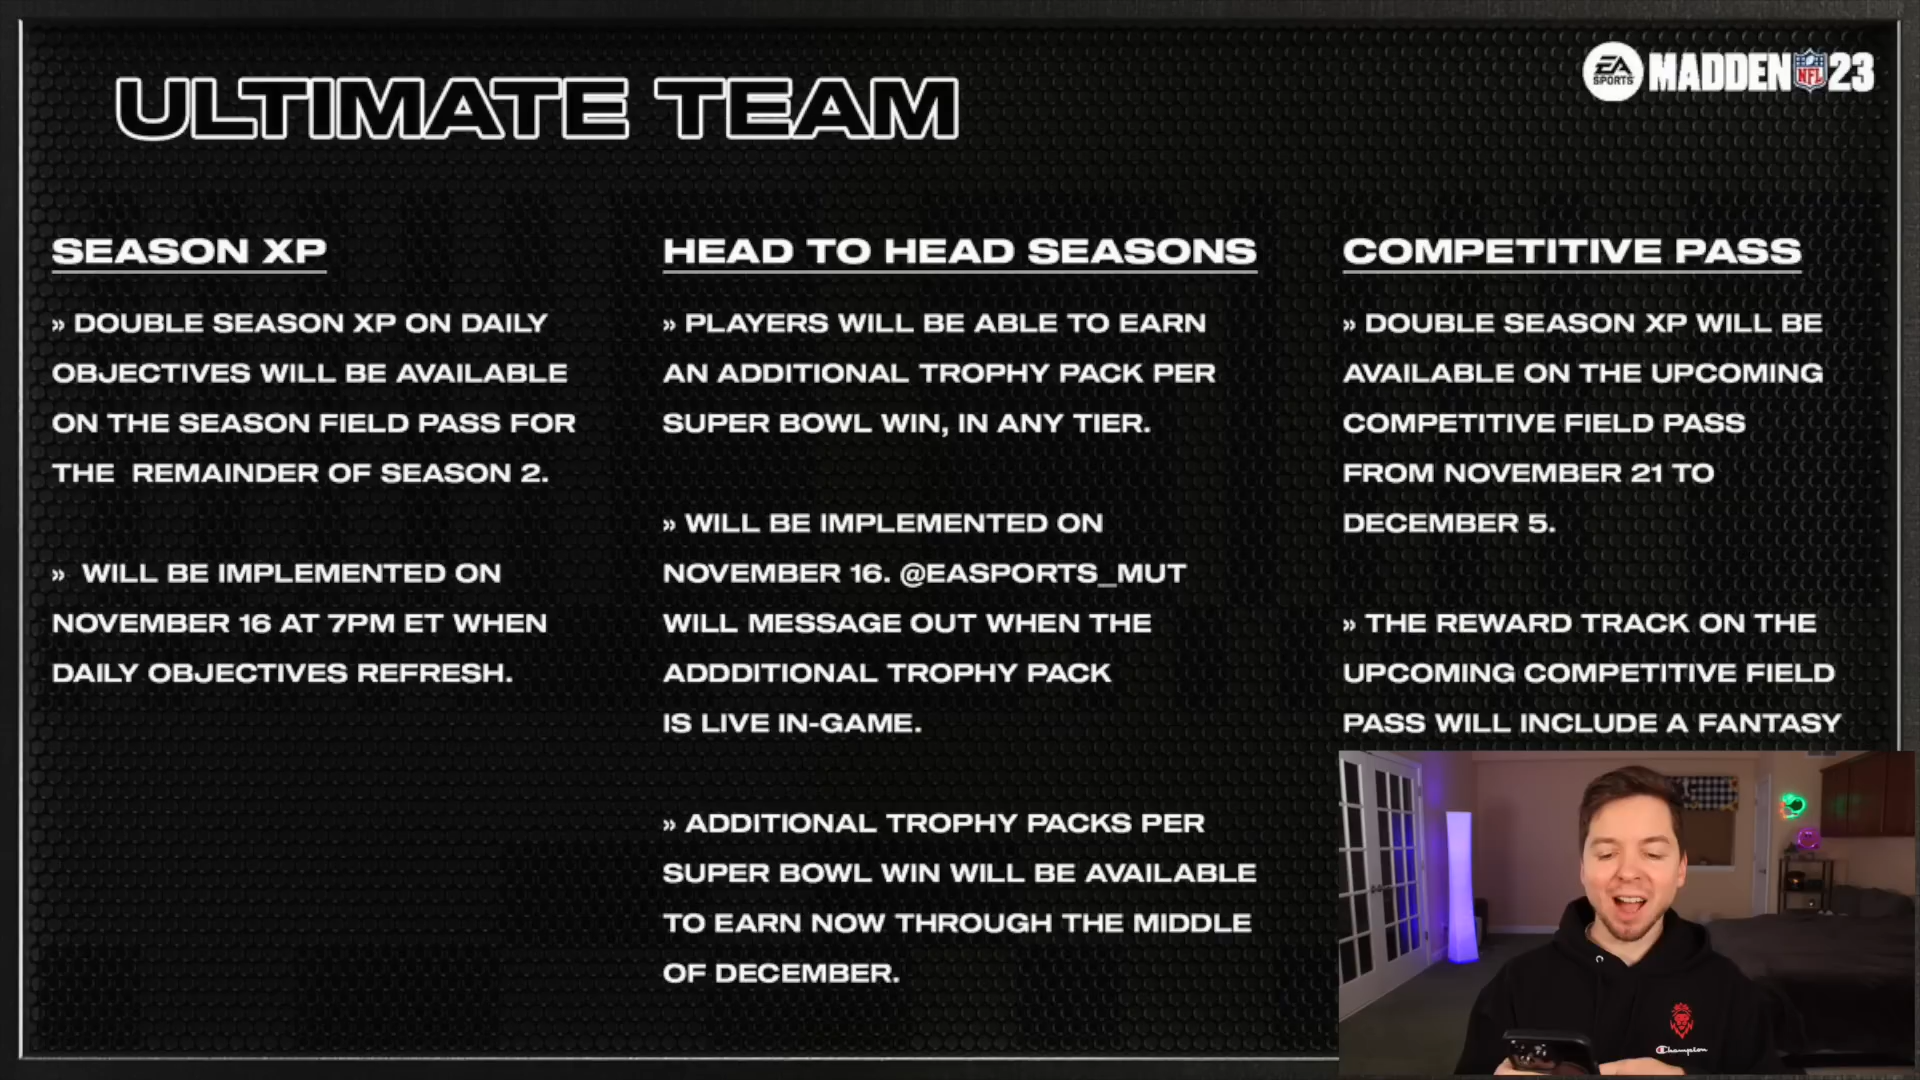 ULTIMATE TEAM
EA SPORTS MADDEN NFL 23
SEASON XP
» DOUBLE SEASON XP ON DAILY
OBJECTIVES WILL BE AVAILABLE
ON THE SEASON FIELD PASS FOR
THE REMAINDER OF SEASON 2.
» WILL BE IMPLEMENTED ON
NOVEMBER 16 AT 7PM ET WHEN
DAILY OBJECTIVES REFRESH.
HEAD TO HEAD SEASONS
» PLAYERS WILL BE ABLE TO EARN
AN ADDITIONAL TROPHY PACK PER
SUPER BOWL WIN, IN ANY TIER.
» WILL BE IMPLEMENTED ON
NOVEMBER 16. @EASPORTS_MUT
WILL MESSAGE OUT WHEN THE
ADDDITIONAL TROPHY PACK
IS LIVE IN-GAME.
» ADDITIONAL TROPHY PACKS PER
SUPER BOWL WIN WILL BE AVAILABLE
TO EARN NOW THROUGH THE MIDDLE
OF DECEMBER.
COMPETITIVE PASS
» DOUBLE SEASON XP WILL BE
AVAILABLE ON THE UPCOMING
COMPETITIVE FIELD PASS
FROM NOVEMBER 21 TO
DECEMBER 5.
» THE REWARD TRACK ON THE
UPCOMING COMPETITIVE FIELD
PASS WILL INCLUDE A FANTASY
Champion